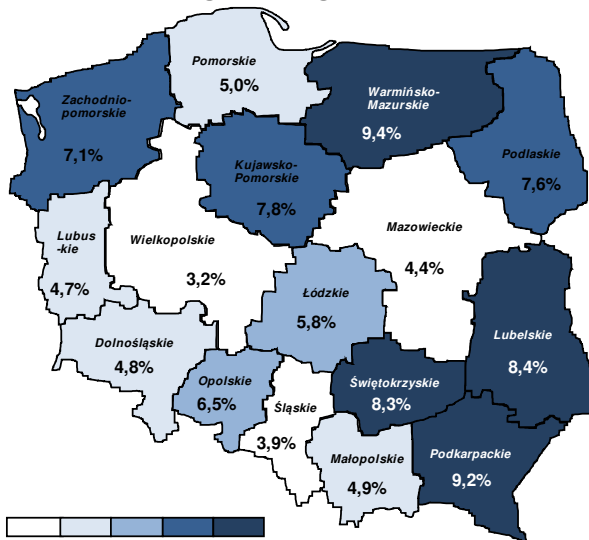 Pomorskie
5,0%
Warmińsko-
Mazurskie
9,4%
Zachodnio-
pomorskie
7,1%
Kujawsko-
Pomorskie
7,8%
Podlaskie
7,6%
Lubus
-kie
4,7%
Wielkopolskie
3,2%
Mazowieckie
4,4%
Łódzkie
5,8%
Dolnośląskie
4,8%
Lubelskie
8,4%
Opolskie
6,5%
Śląskie
3,9%
Świętokrzyskie
8,3%
Małopolskie
4,9%
Podkarpackie
9,2%